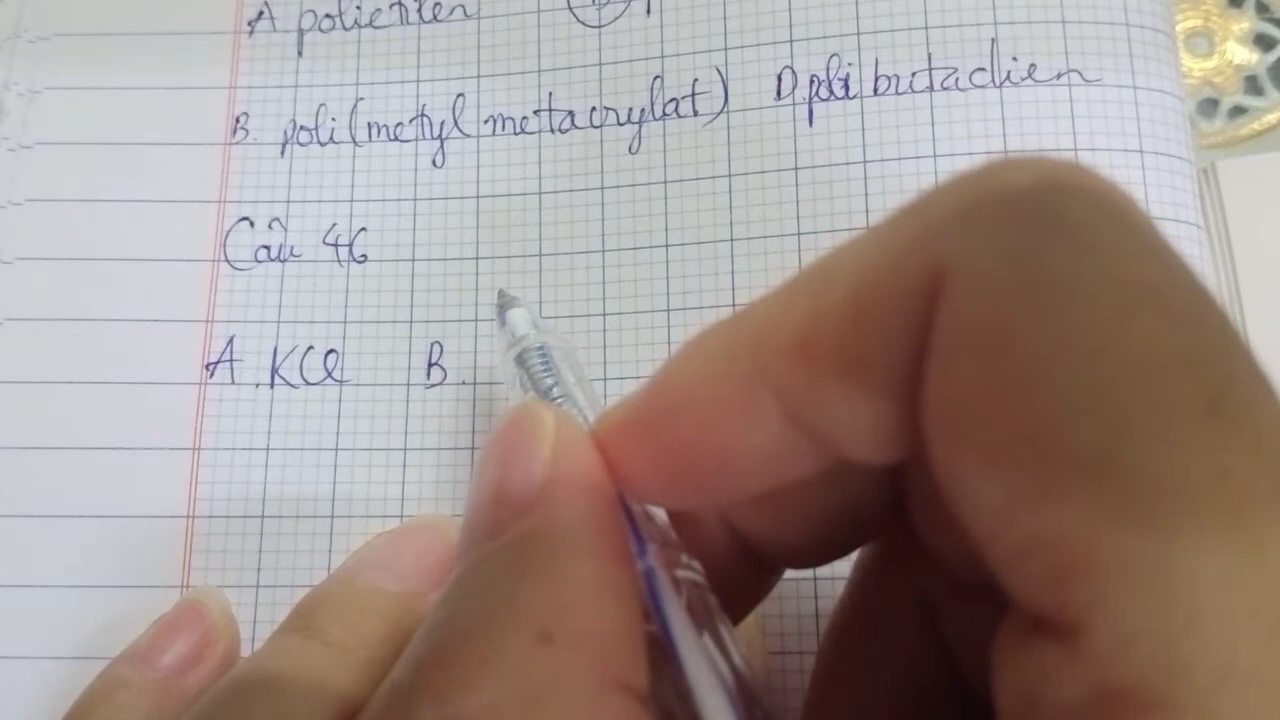 A polietilen
B. poli(metyl metacrylat) D.poli butadien
Câu 46
A. KCl B.